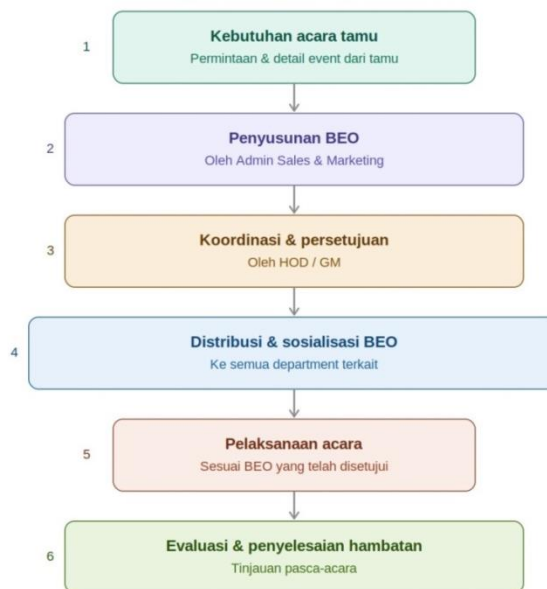 1
Kebutuhan acara tamu
Permintaan & detail event dari tamu
2
Penyusunan BEO
Oleh Admin Sales & Marketing
3
Koordinasi & persetujuan
Oleh HOD / GM
4
Distribusi & sosialisasi BEO
Ke semua department terkait
5
Pelaksanaan acara
Sesuai BEO yang telah disetujui
6
Evaluasi & penyelesaian hambatan
Tinjauan pasca-acara